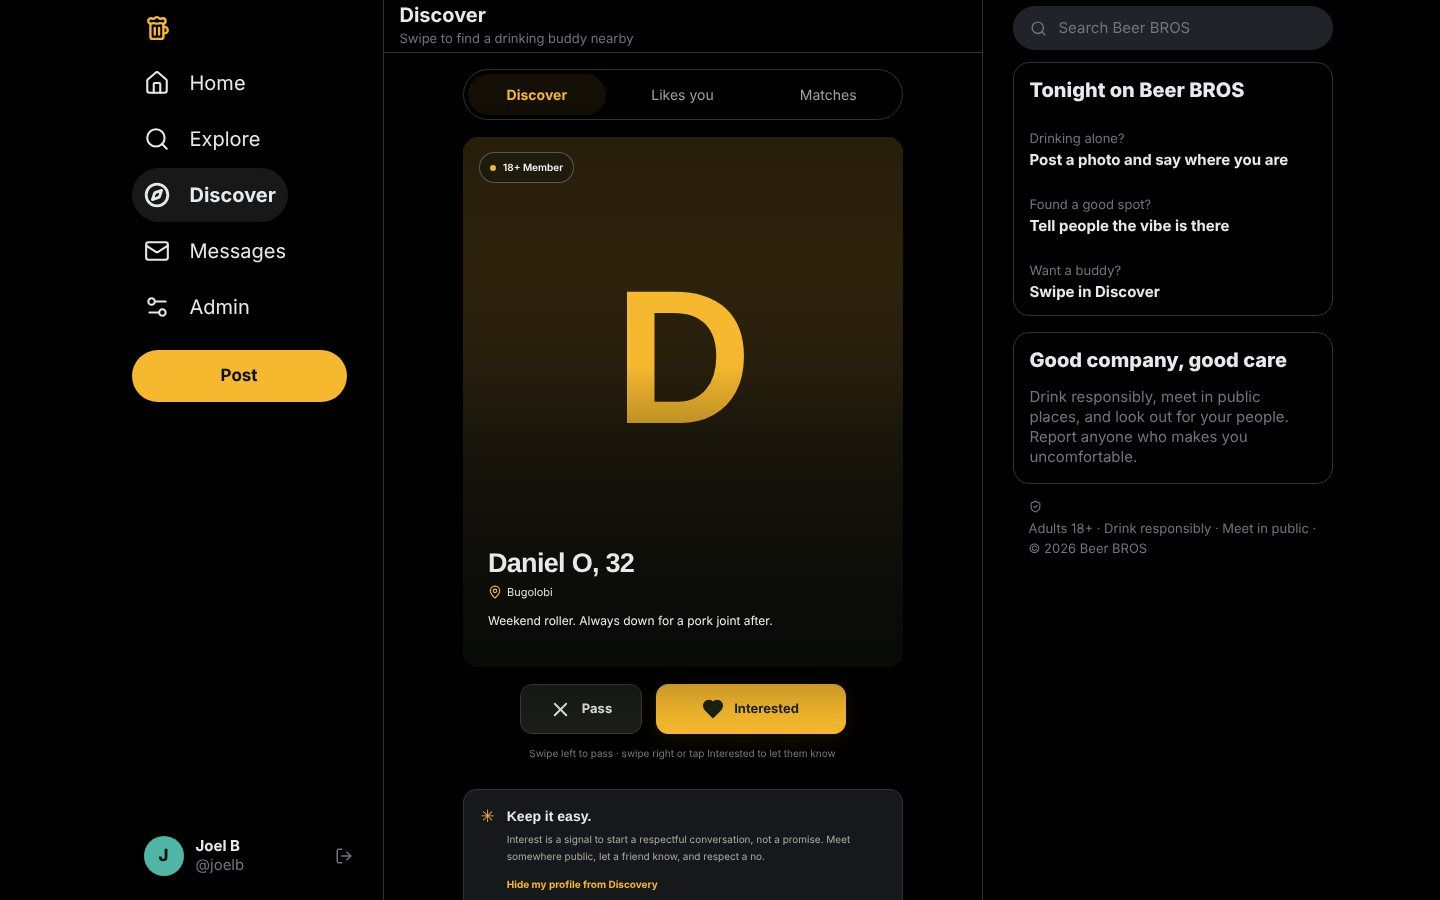 Home
Explore
Discover
Messages
Admin
Post
Joel B
@joelb
J
Discover
Swipe to find a drinking buddy nearby
Discover
Likes you
Matches
18+ Member
D
Daniel O, 32
Bugolobi
Weekend roller. Always down for a pork joint after.
Pass
Interested
Swipe left to pass · swipe right or tap Interested to let them know
Keep it easy.
Interest is a signal to start a respectful conversation, not a promise. Meet
somewhere public, let a friend know, and respect a no.
Hide my profile from Discovery
Search Beer BROS
Tonight on Beer BROS
Drinking alone?
Post a photo and say where you are
Found a good spot?
Tell people the vibe is there
Want a buddy?
Swipe in Discover
Good company, good care
Drink responsibly, meet in public
places, and look out for your people.
Report anyone who makes you
uncomfortable.
Adults 18+ · Drink responsibly · Meet in public ·
© 2026 Beer BROS